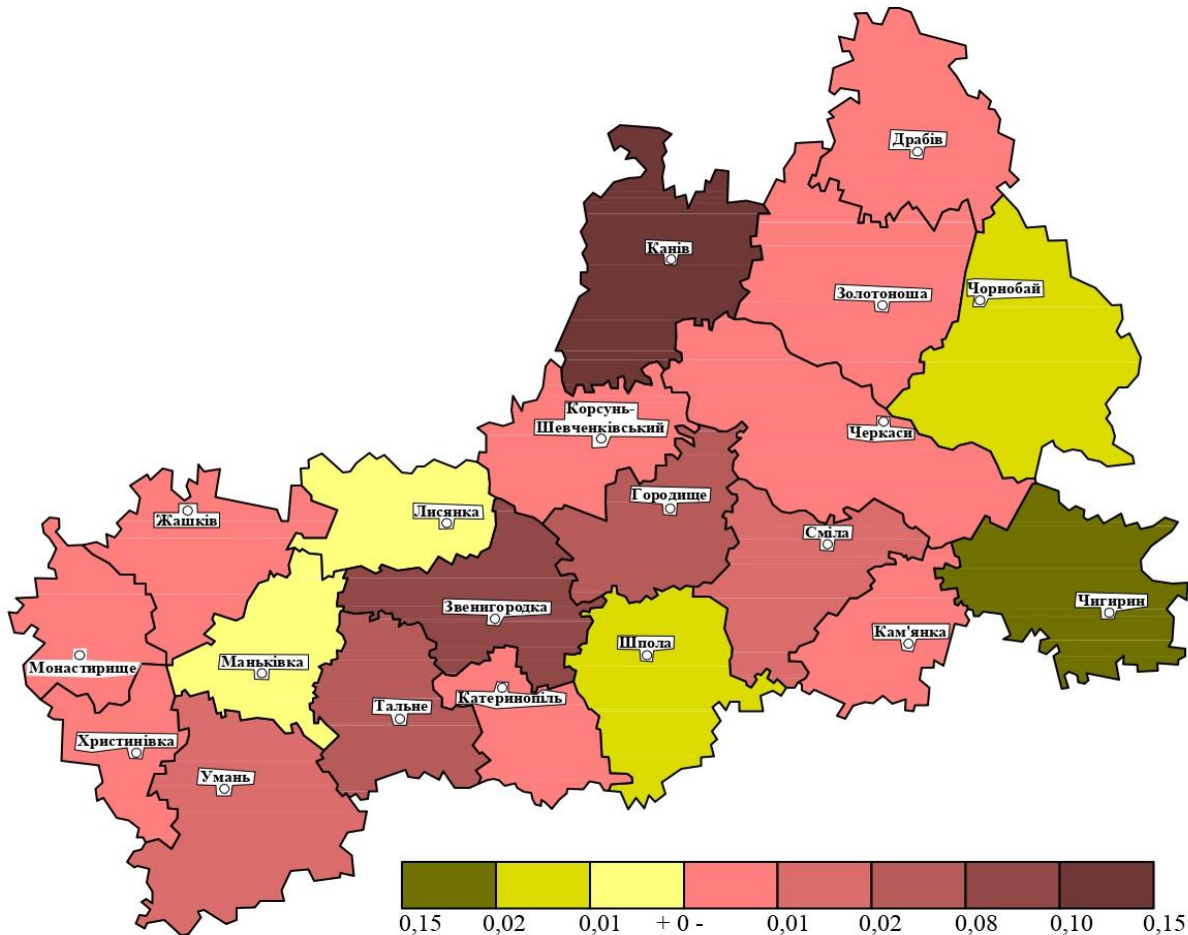 Драбів
Канів
Золотоноша
Чорнобай
Корсунь-
Шевченківський
Черкаси
Городище
Лисянка
Жашків
Сміла
Звенигородка
Чигирин
Кам'янка
Шпола
Маньківка
Монастирище
Катеринопіль
Тальне
Христинівка
Умань
0,15 0,02 0,01 + 0 - 0,01 0,02 0,08 0,10 0,15